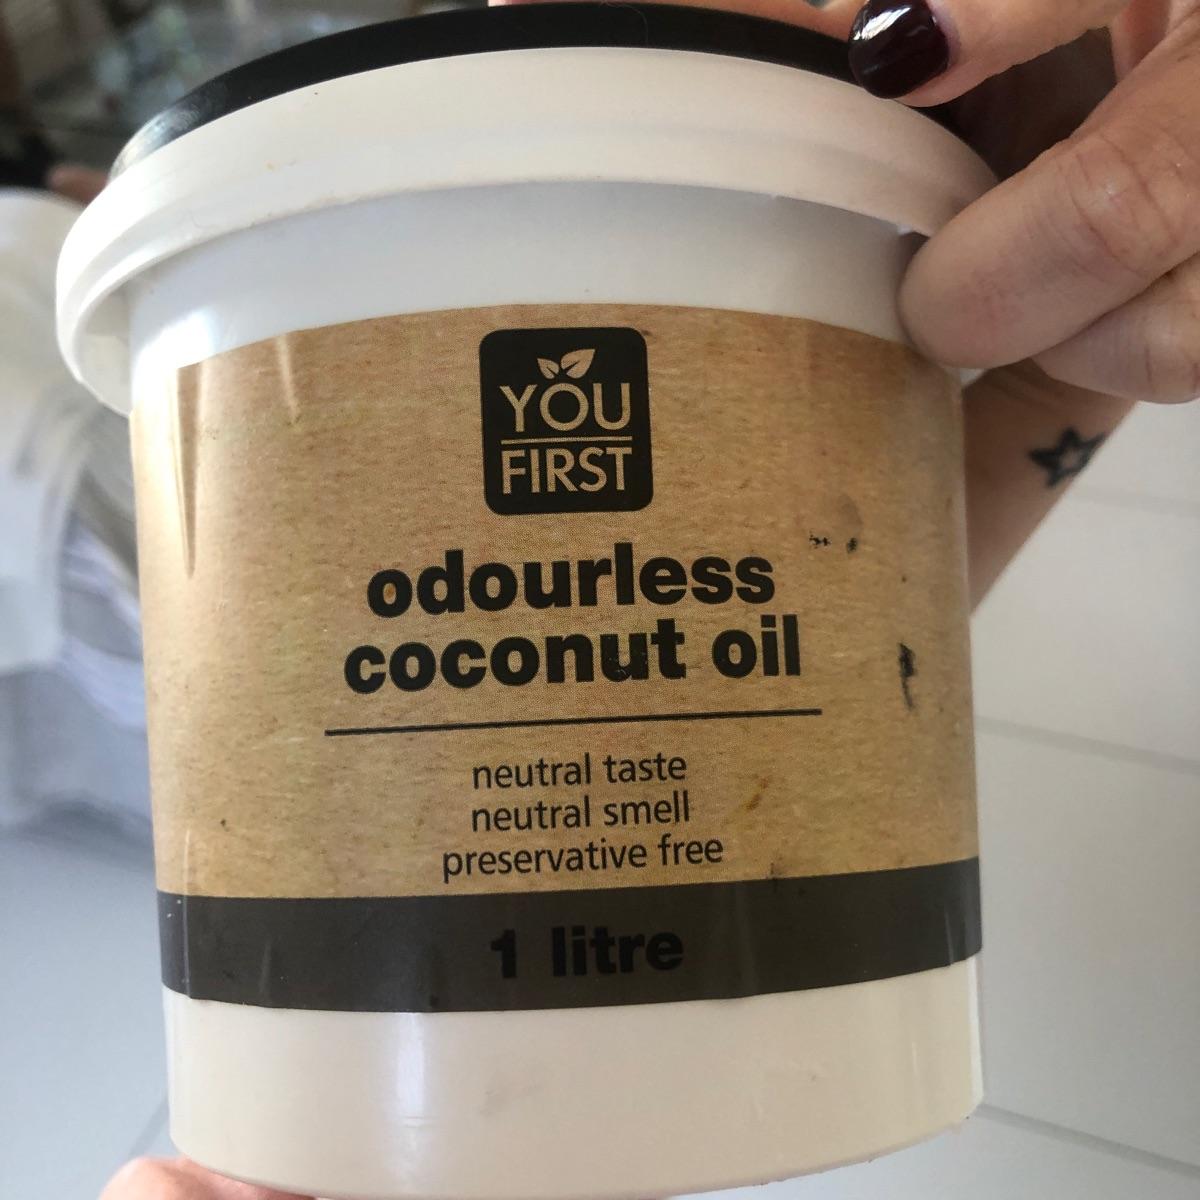 YOU
FIRST
odourless
coconut oil
neutral taste
neutral smell
preservative free
1 litre